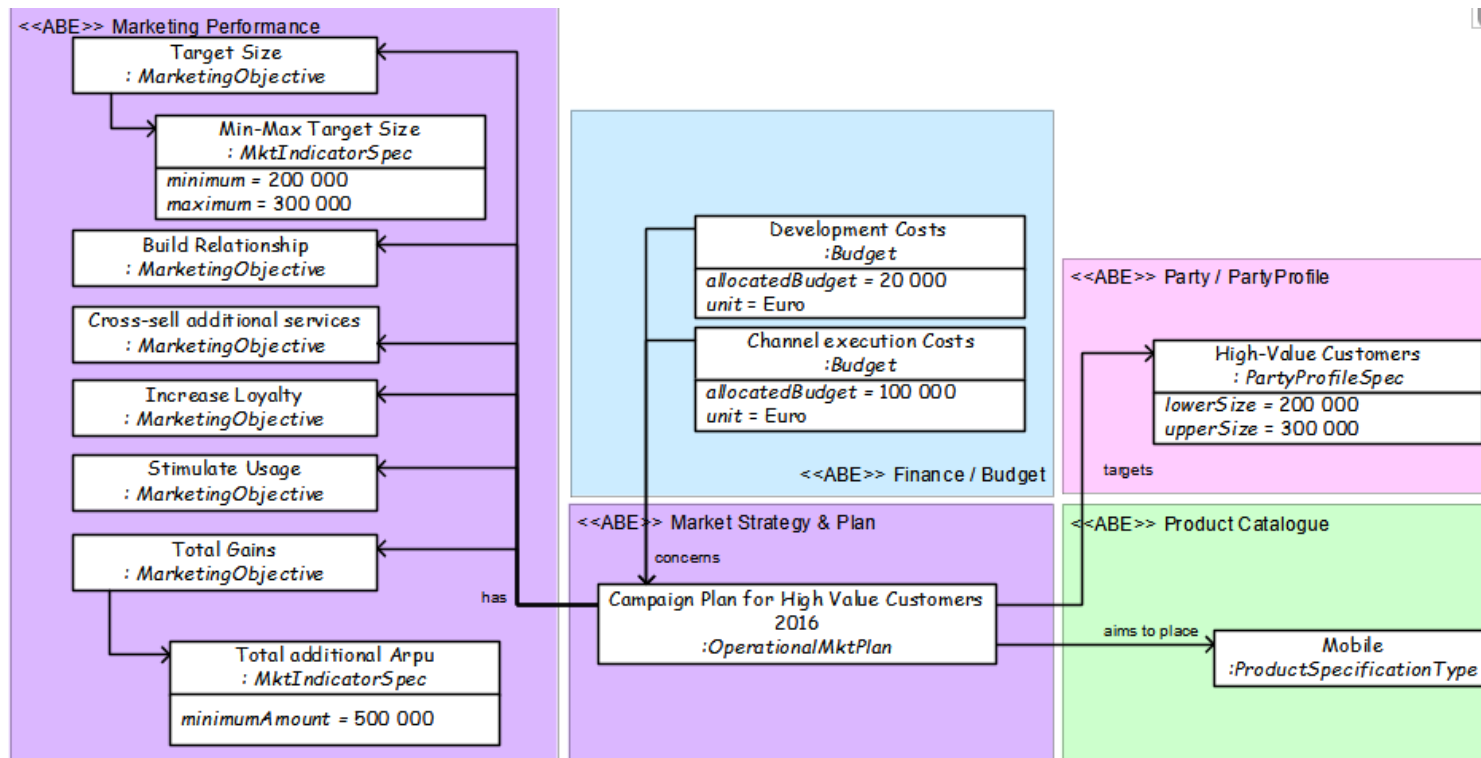 <<ABE>> Marketing Performance
Target Size
: MarketingObjective
Min-Max Target Size
: MktIndicatorSpec
minimum = 200 000
maximum = 300 000
Build Relationship
: MarketingObjective
Cross-sell additional services
: MarketingObjective
Increase Loyalty
: MarketingObjective
Stimulate Usage
: MarketingObjective
Total Gains
: MarketingObjective
Total additional Arpu
: MktIndicatorSpec
minimumAmount = 500 000
has
Development Costs
:Budget
allocatedBudget = 20 000
unit = Euro
Channel execution Costs
:Budget
allocatedBudget = 100 000
unit = Euro
<<ABE>> Finance / Budget
<<ABE>> Market Strategy & Plan
concerns
Campaign Plan for High Value Customers
2016
:OperationalMktPlan
<<ABE>> Party / PartyProfile
High-Value Customers
: PartyProfileSpec
lowerSize = 200 000
upperSize = 300 000
targets
<<ABE>> Product Catalogue
aims to place
Mobile
:ProductSpecificationType